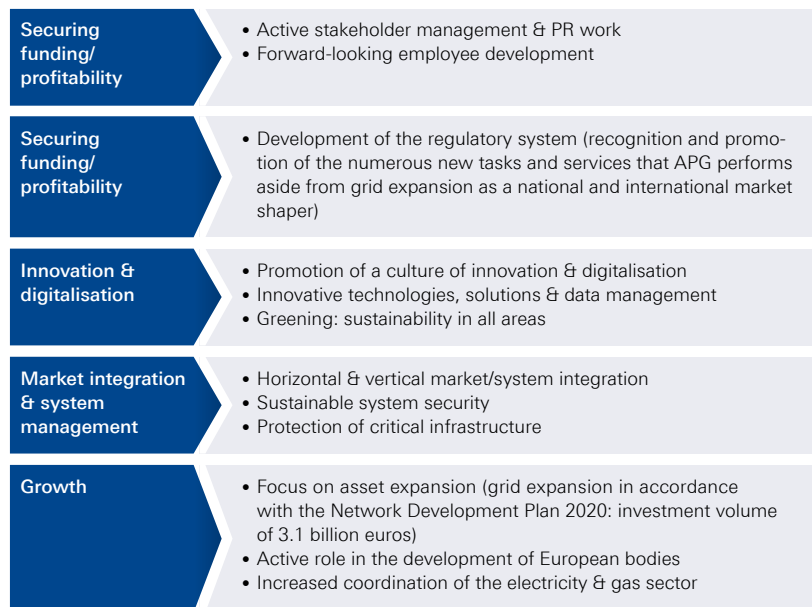 Securing
funding/
profitability
• Active stakeholder management & PR work
• Forward-looking employee development
Securing
funding/
profitability
• Development of the regulatory system (recognition and promo-
tion of the numerous new tasks and services that APG performs
aside from grid expansion as a national and international market
shaper)
Innovation &
digitalisation
• Promotion of a culture of innovation & digitalisation
• Innovative technologies, solutions & data management
• Greening: sustainability in all areas
Market integration
& system
management
• Horizontal & vertical market/system integration
• Sustainable system security
• Protection of critical infrastructure
Growth
• Focus on asset expansion (grid expansion in accordance
with the Network Development Plan 2020: investment volume
of 3.1 billion euros)
• Active role in the development of European bodies
• Increased coordination of the electricity & gas sector